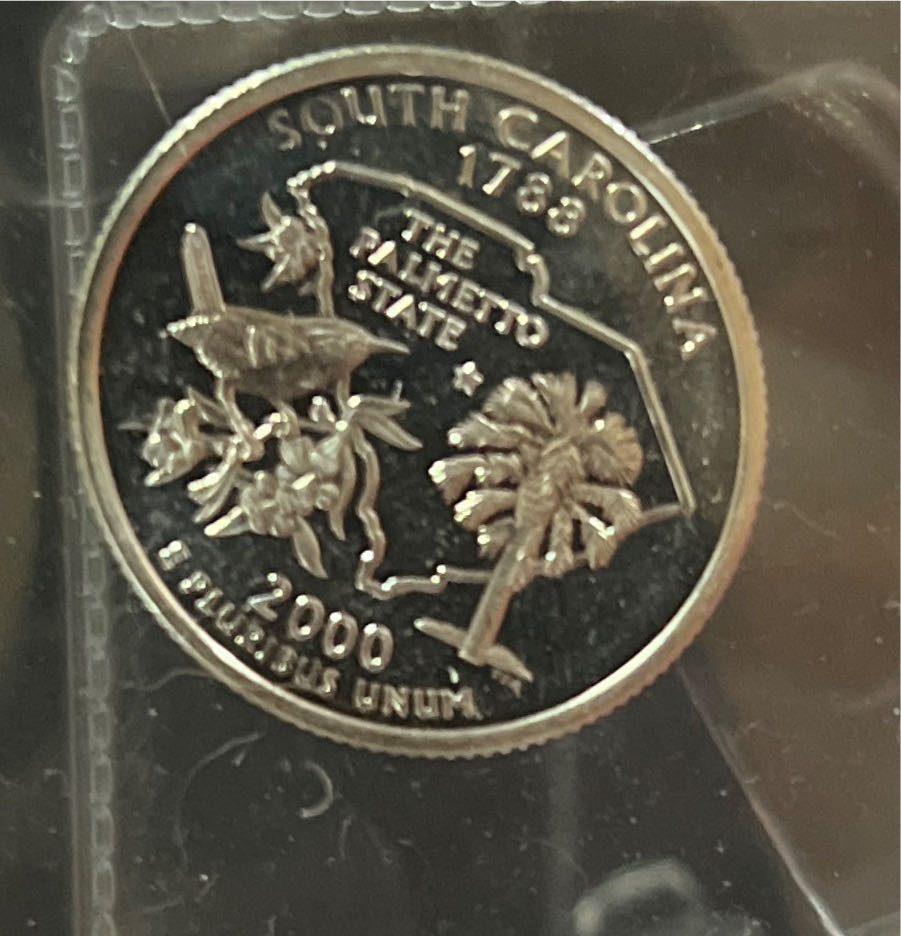 SOUTH CAROLINA
1788
THE
PALMETTO
STATE
2000
E PLURIBUS UNUM